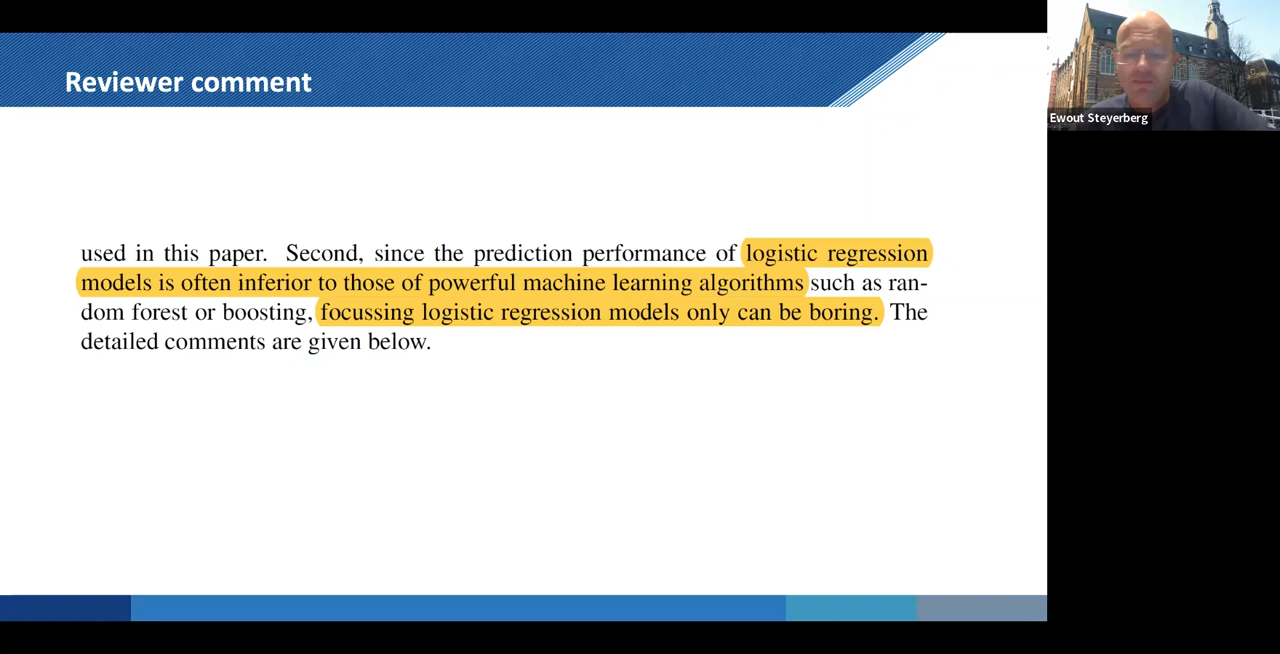 Reviewer comment
Ewout Steyerberg
used in this paper. Second, since the prediction performance of logistic regression
models is often inferior to those of powerful machine learning algorithms such as ran-
dom forest or boosting, focussing logistic regression models only can be boring. The
detailed comments are given below.